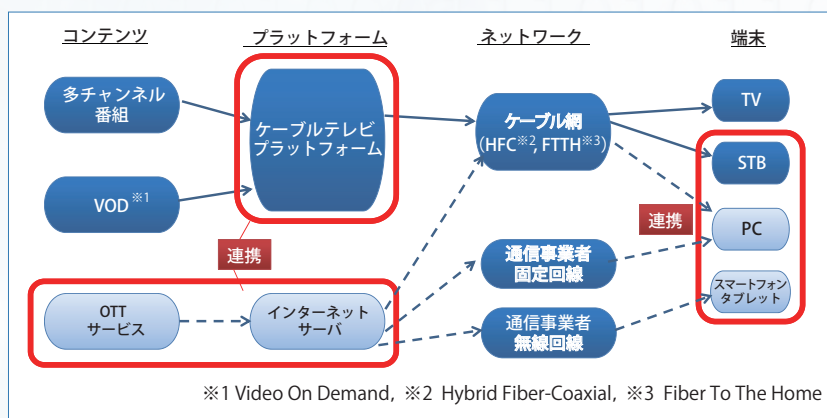 コンテンツ
プラットフォーム
ネットワーク
端末
多チャンネル
番組
VOD※1
ケーブルテレビ
プラットフォーム
ケーブル網
(HFC※2, FTTH※3)
TV
STB
PC
スマートフォン
タブレット
連携
連携
通信事業者
固定回線
OTT
サービス
インターネット
サーバ
通信事業者
無線回線
※1 Video On Demand, ※2 Hybrid Fiber-Coaxial, ※3 Fiber To The Home